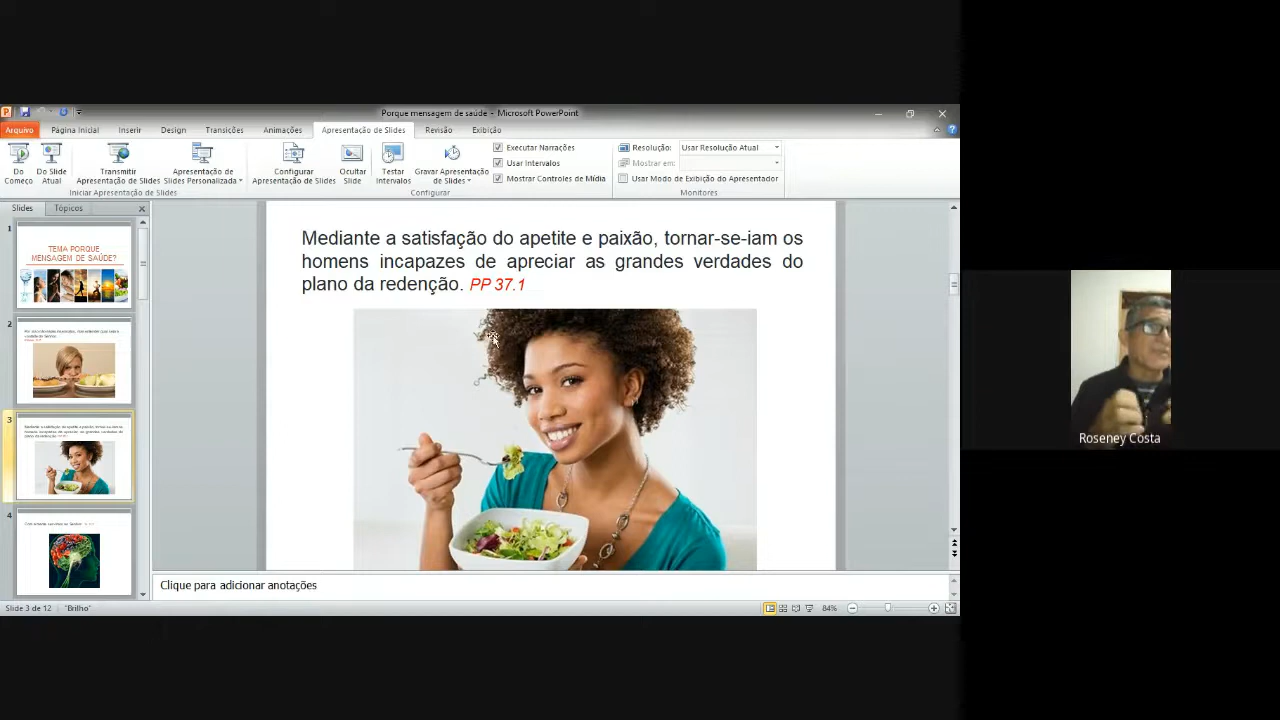 Porque mensagem de saúde - Microsoft PowerPoint
Arquivo Página Inicial Inserir Design Transições Animações Apresentação de Slides Revisão Exibição
Do Começo
Do Slide Atual
Transmitir Apresentação de Slides
Apresentação de Slides Personalizada
Iniciar Apresentação de Slides
Configurar Apresentação de Slides
Ocultar Slide
Testar Intervalos
Gravar Apresentação de Slides
Executar Narrações
Usar Intervalos
Mostrar Controles de Mídia
Configurar
Resolução: Usar Resolução Atual
Mostrar em:
Usar Modo de Exibição do Apresentador
Monitores
Slides Tópicos
1
TEMA PORQUE
MENSAGEM DE SAÚDE?
2
3
4
Mediante a satisfação do apetite e paixão, tornar-se-iam os
homens incapazes de apreciar as grandes verdades do
plano da redenção. PP 37.1
Clique para adicionar anotações
Slide 3 de 12 "Brilho" 84%
Roseney Costa